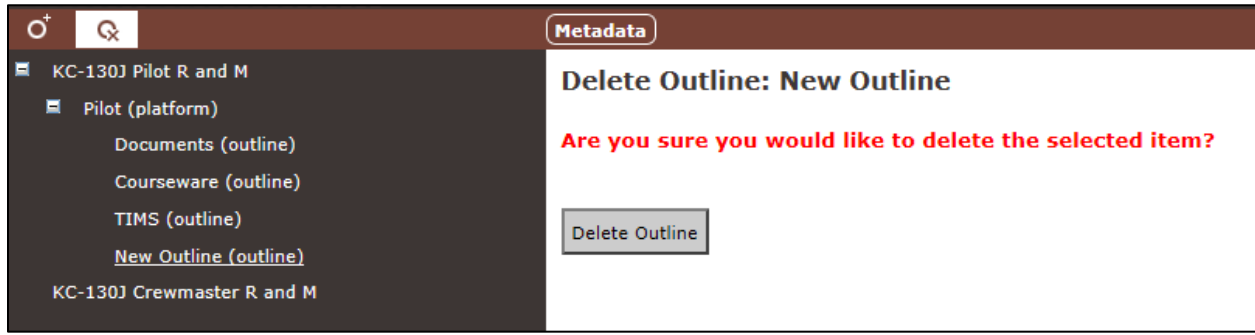 Metadata
KC-130J Pilot R and M
Pilot (platform)
Documents (outline)
Courseware (outline)
TIMS (outline)
New Outline (outline)
KC-130J Crewmaster R and M
Delete Outline: New Outline
Are you sure you would like to delete the selected item?
Delete Outline